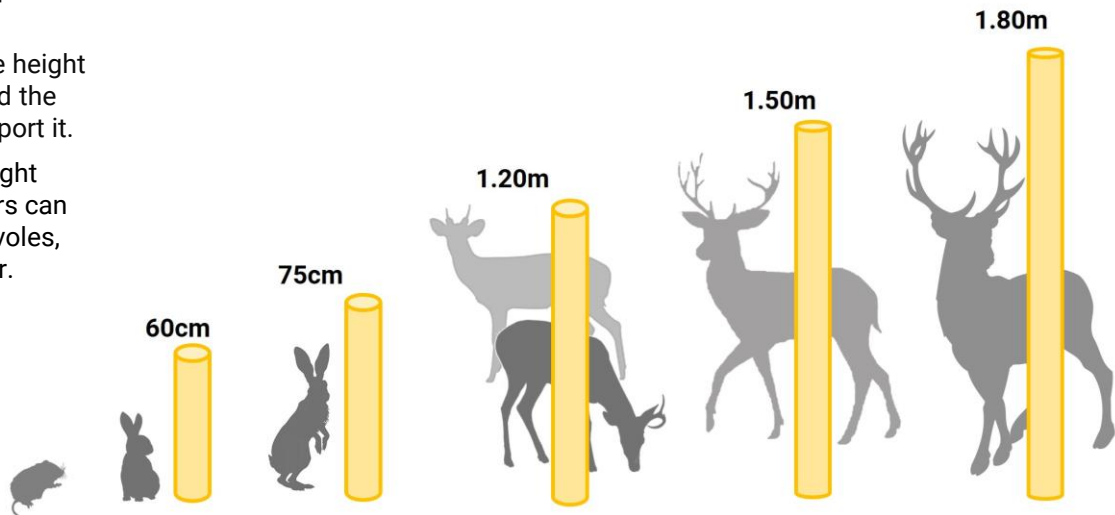 e height
d the
port it.
ght
rs can
voles,
r.
60cm
75cm
1.20m
1.50m
1.80m